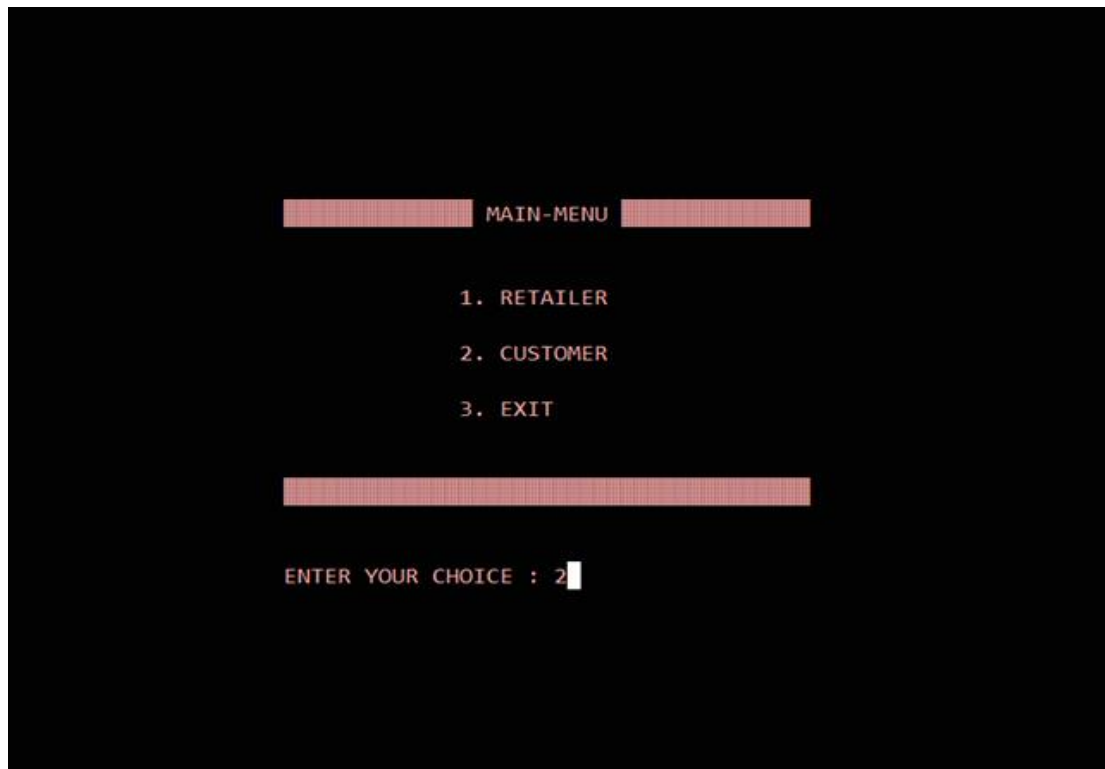 MAIN-MENU
1. RETAILER
2. CUSTOMER
3. EXIT
ENTER YOUR CHOICE : 2